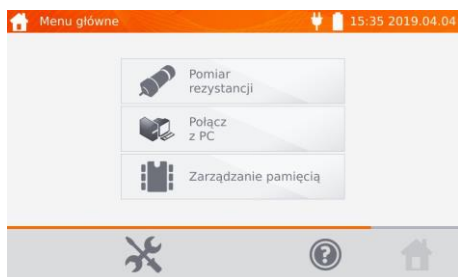 Menu główne 15:35 2019.04.04
Pomiar
rezystancji
Połącz
z PC
Zarządzanie pamięcią